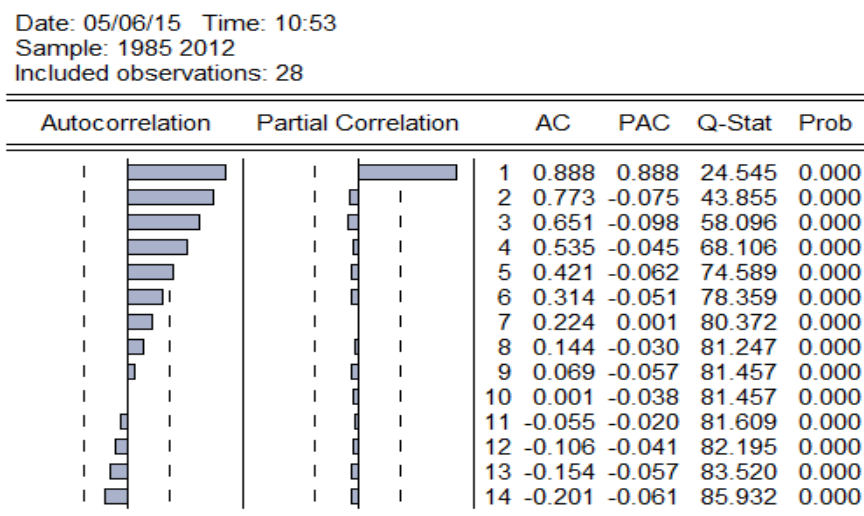 Date: 05/06/15 Time: 10:53
Sample: 1985 2012
Included observations: 28
Autocorrelation Partial Correlation AC PAC Q-Stat Prob
1 0.888 0.888 24.545 0.000
2 0.773 -0.075 43.855 0.000
3 0.651 -0.098 58.096 0.000
4 0.535 -0.045 68.106 0.000
5 0.421 -0.062 74.589 0.000
6 0.314 -0.051 78.359 0.000
7 0.224 0.001 80.372 0.000
8 0.144 -0.030 81.247 0.000
9 0.069 -0.057 81.457 0.000
10 0.001 -0.038 81.457 0.000
11 -0.055 -0.020 81.609 0.000
12 -0.106 -0.041 82.195 0.000
13 -0.154 -0.057 83.520 0.000
14 -0.201 -0.061 85.932 0.000